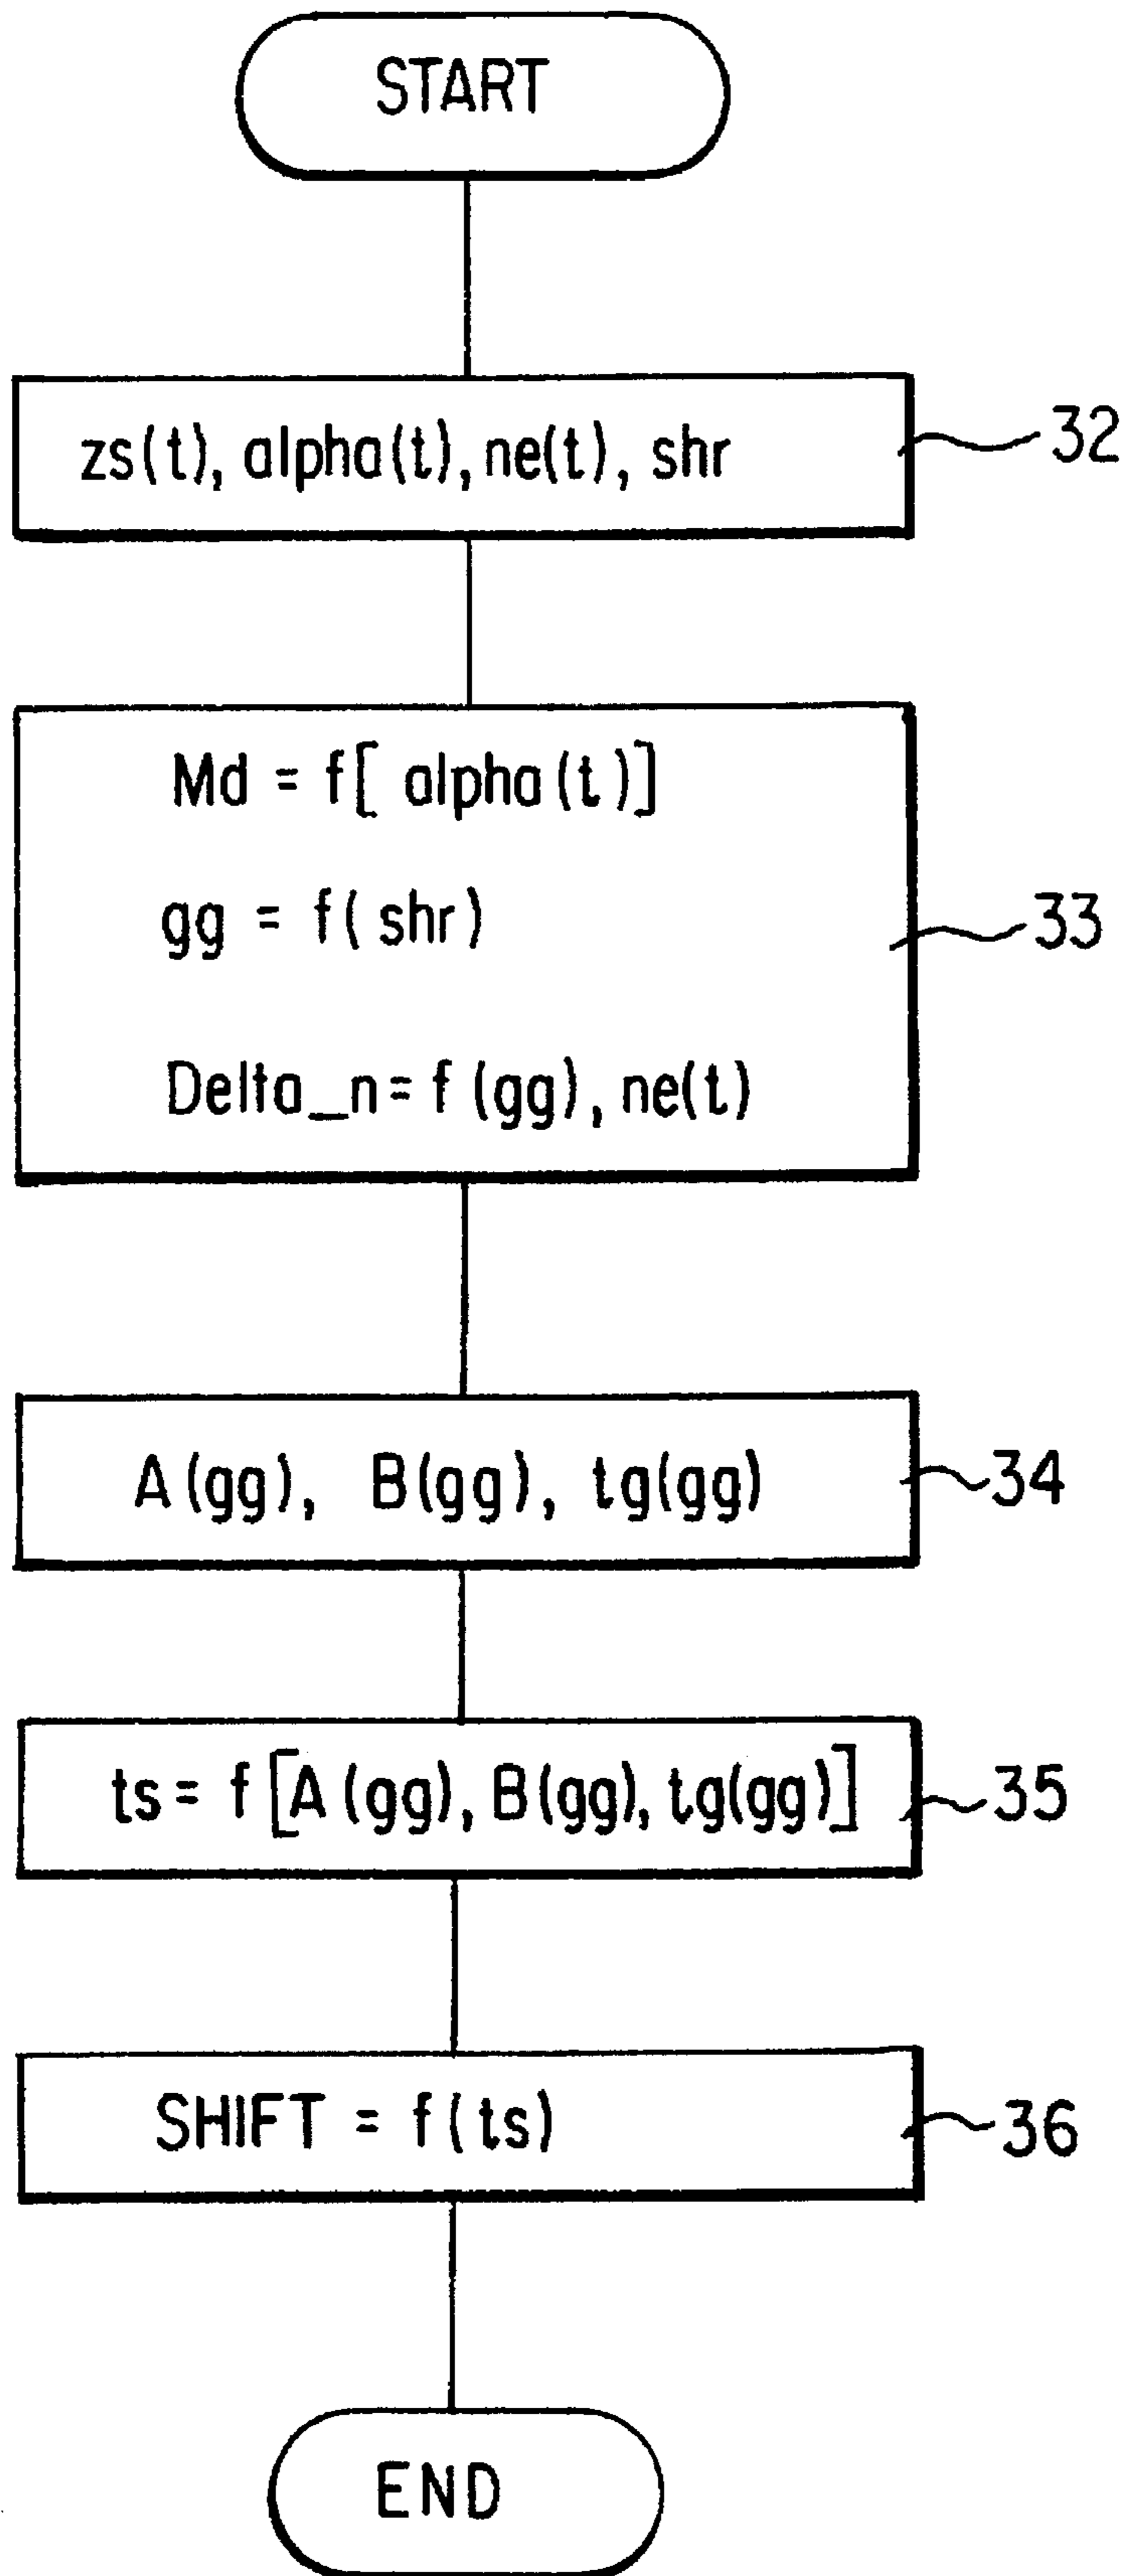 START
zs(t), alpha(t), ne(t), shr
32
Md = f[ alpha(t)]
gg = f(shr)
Delta_n= f(gg), ne(t)
33
A(gg), B(gg), tg(gg)
34
ts= f[A(gg), B(gg), tg(gg)]
35
SHIFT = f(ts)
36
END